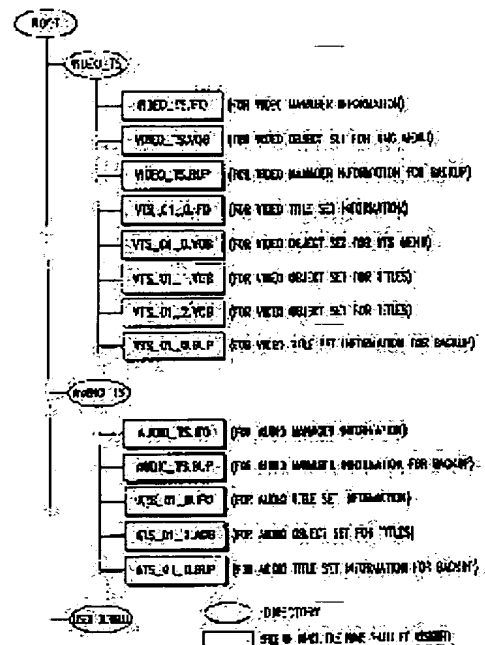 ROOT
VIDEO_TS
VIDEO_TS.IFO (FOR VIDEO MANAGER INFORMATION)
VIDEO_TS.VOB (FOR VIDEO OBJECT SET FOR VMG MENU)
VIDEO_TS.BUP (FOR VIDEO MANAGER INFORMATION FOR BACKUP)
VTS_01_0.IFO (FOR VIDEO TITLE SET INFORMATION)
VTS_01_0.VOB (FOR VIDEO OBJECT SET FOR VTS MENU)
VTS_01_1.VOB (FOR VIDEO OBJECT SET FOR TITLES)
VTS_01_2.VOB (FOR VIDEO OBJECT SET FOR TITLES)
VTS_01_0.BUP (FOR VIDEO TITLE SET INFORMATION FOR BACKUP)
AUDIO_TS
AUDIO_TS.IFO (FOR AUDIO MANAGER INFORMATION)
AUDIO_TS.BUP (FOR AUDIO MANAGER INFORMATION FOR BACKUP)
ATS_01_0.IFO (FOR AUDIO TITLE SET INFORMATION)
ATS_01_1.AOB (FOR AUDIO OBJECT SET FOR TITLES)
ATS_01_0.BUP (FOR AUDIO TITLE SET INFORMATION FOR BACKUP)
USER
DIRECTORY
FILE NAME